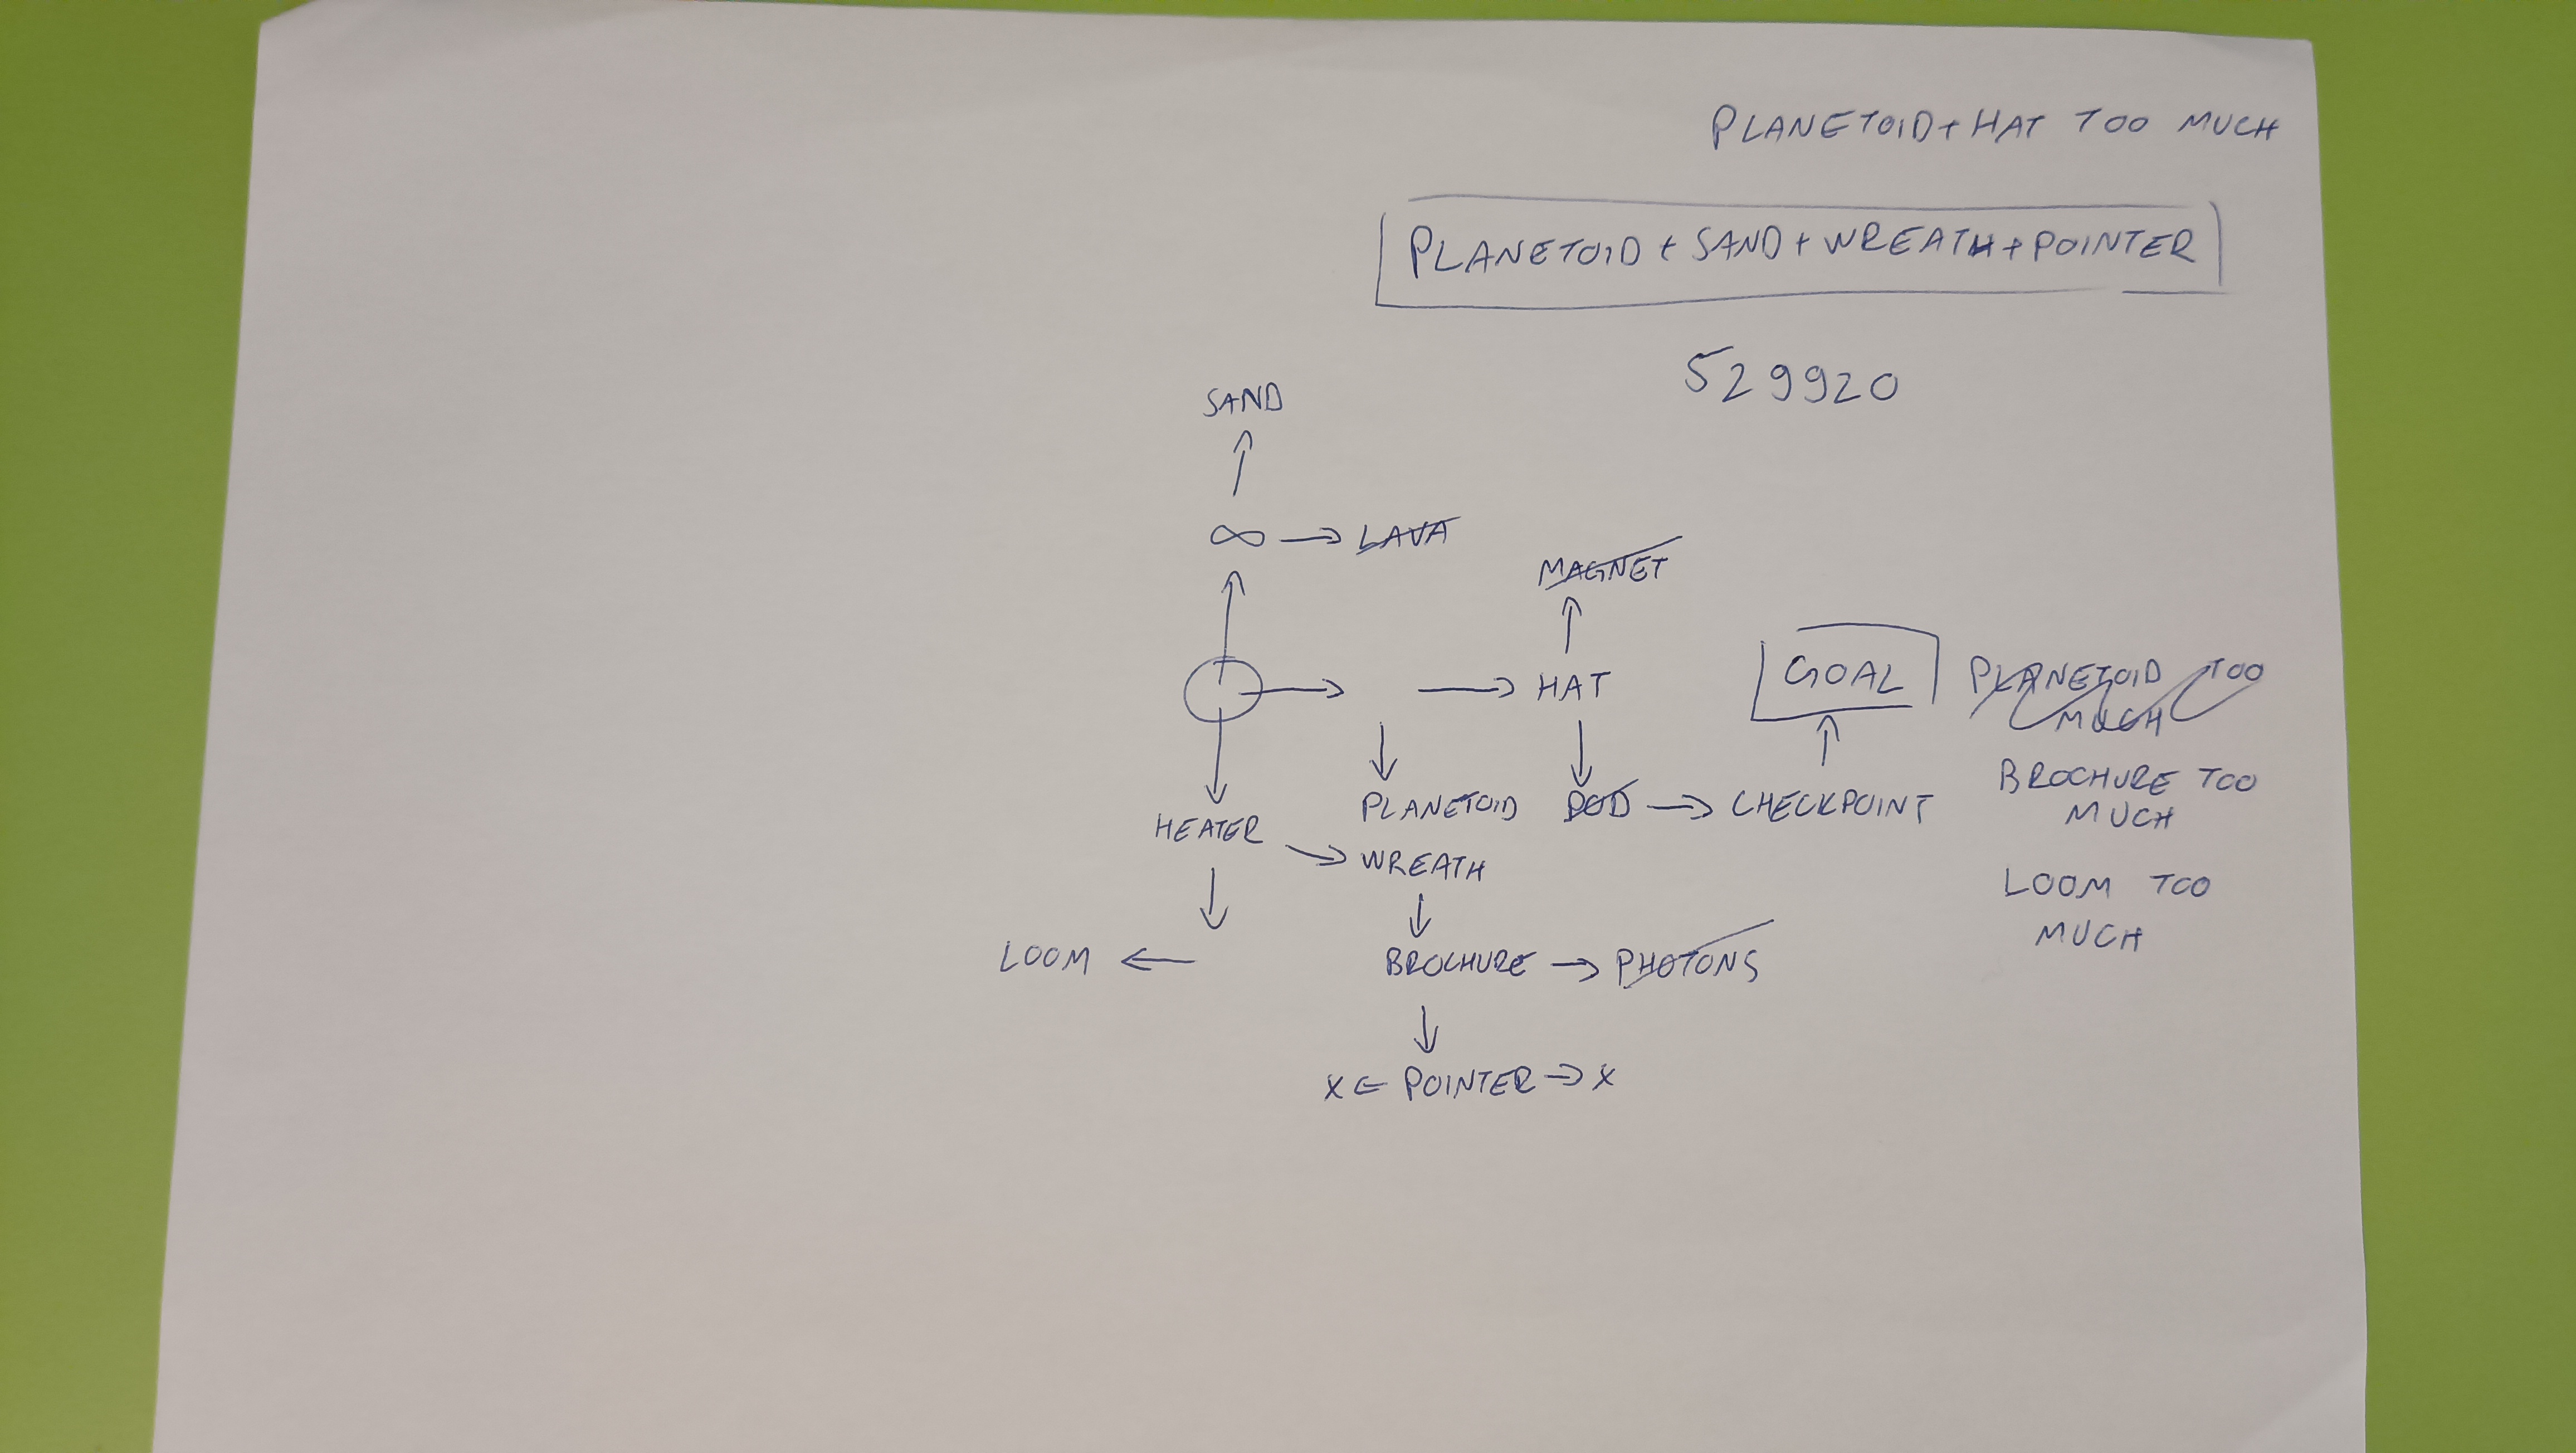 PLANETOID + HAT TOO MUCH
PLANETOID + SAND + WREATH + POINTER
529920
SAND
∞ → LAVA
MAGNET
→ HAT
GOAL
PLANETOID TOO
MUCH
HEATER
PLANETOID
POD → CHECKPOINT
BROCHURE TOO
MUCH
WREATH
LOOM ←
BROCHURE → PHOTONS
LOOM TOO
MUCH
X ← POINTER → X